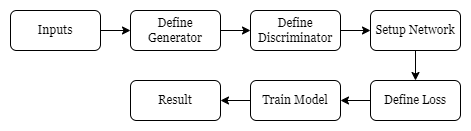 Inputs
Define
Generator
Define
Discriminator
Setup Network
Define Loss
Train Model
Result